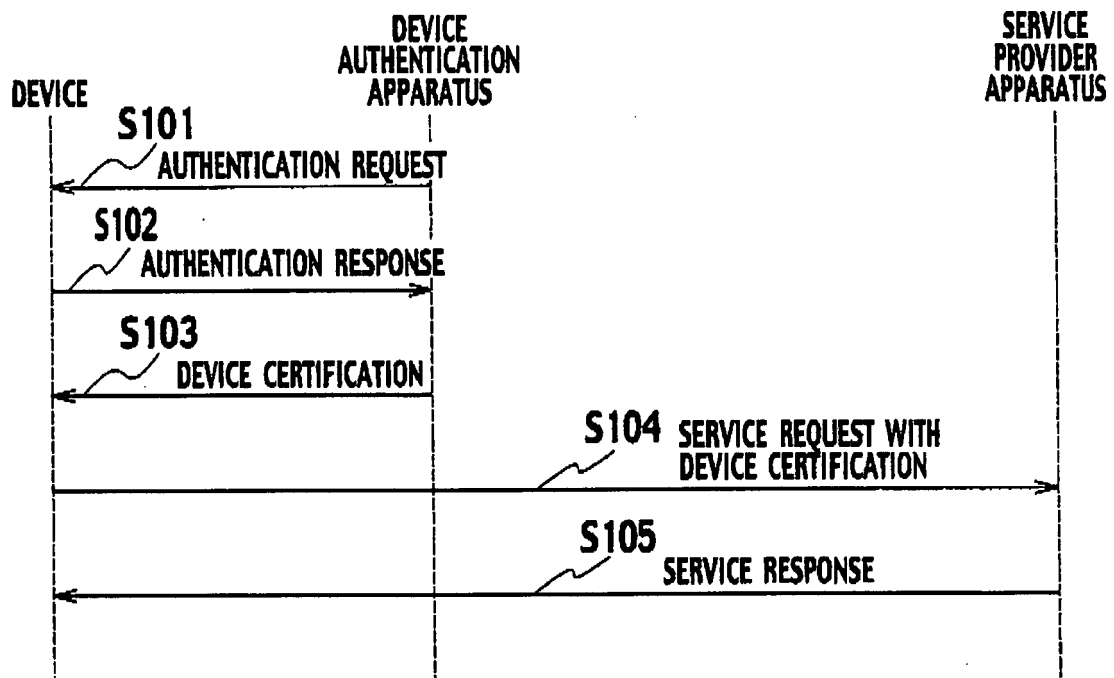 DEVICE
DEVICE
AUTHENTICATION
APPARATUS
SERVICE
PROVIDER
APPARATUS
S101
AUTHENTICATION REQUEST
S102
AUTHENTICATION RESPONSE
S103
DEVICE CERTIFICATION
S104
SERVICE REQUEST WITH
DEVICE CERTIFICATION
S105
SERVICE RESPONSE